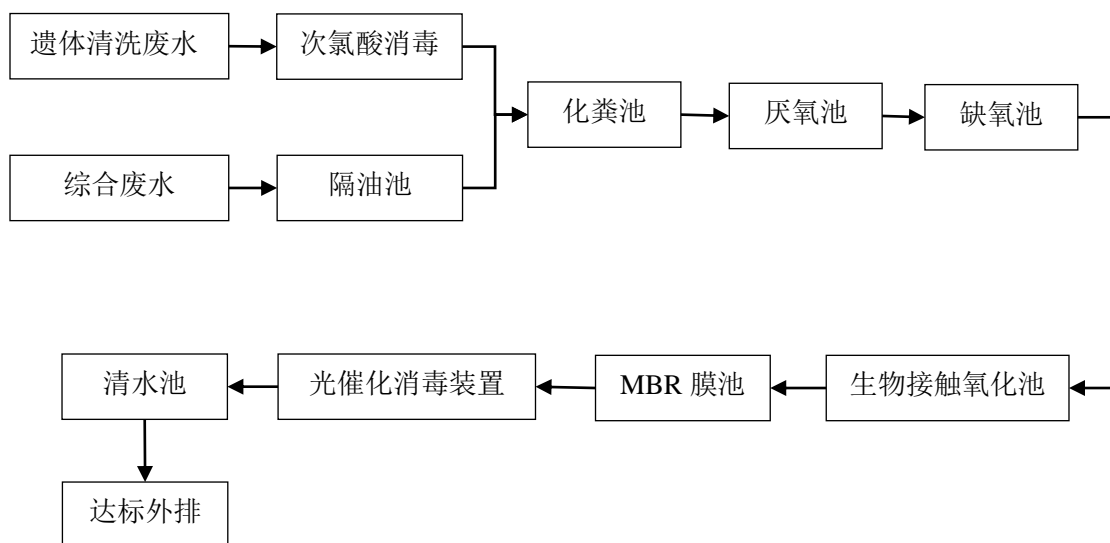 遗体清洗废水
次氯酸消毒
综合废水
隔油池
化粪池
厌氧池
缺氧池
生物接触氧化池
MBR 膜池
光催化消毒装置
清水池
达标外排